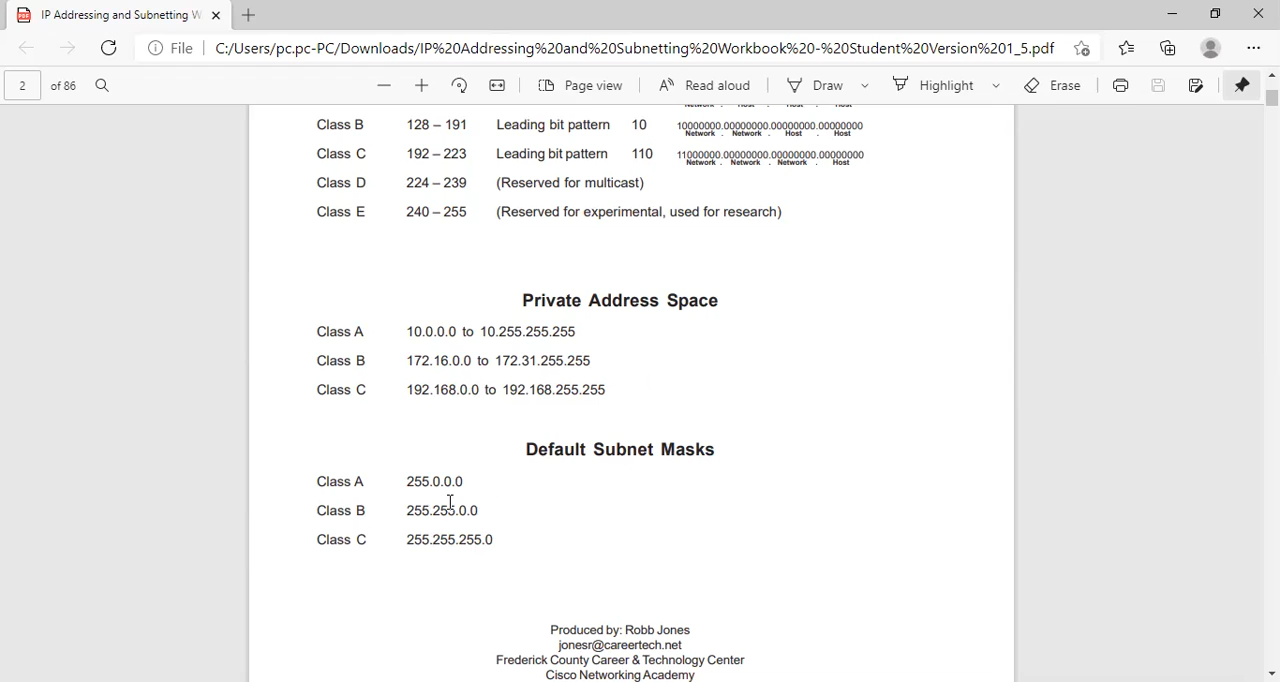 IP Addressing and Subnetting W
File C:/Users/pc.pc-PC/Downloads/IP%20Addressing%20and%20Subnetting%20Workbook%20-%20Student%20Version%201_5.pdf
2 of 86 Page view Read aloud Draw Highlight Erase
Class B 128 – 191 Leading bit pattern 10 10000000.00000000.00000000.00000000
Network . Network . Host . Host
Class C 192 – 223 Leading bit pattern 110 11000000.00000000.00000000.00000000
Network . Network . Network . Host
Class D 224 – 239 (Reserved for multicast)
Class E 240 – 255 (Reserved for experimental, used for research)
Private Address Space
Class A 10.0.0.0 to 10.255.255.255
Class B 172.16.0.0 to 172.31.255.255
Class C 192.168.0.0 to 192.168.255.255
Default Subnet Masks
Class A 255.0.0.0
Class B 255.255.0.0
Class C 255.255.255.0
Produced by: Robb Jones
jonesr@careertech.net
Frederick County Career & Technology Center
Cisco Networking Academy